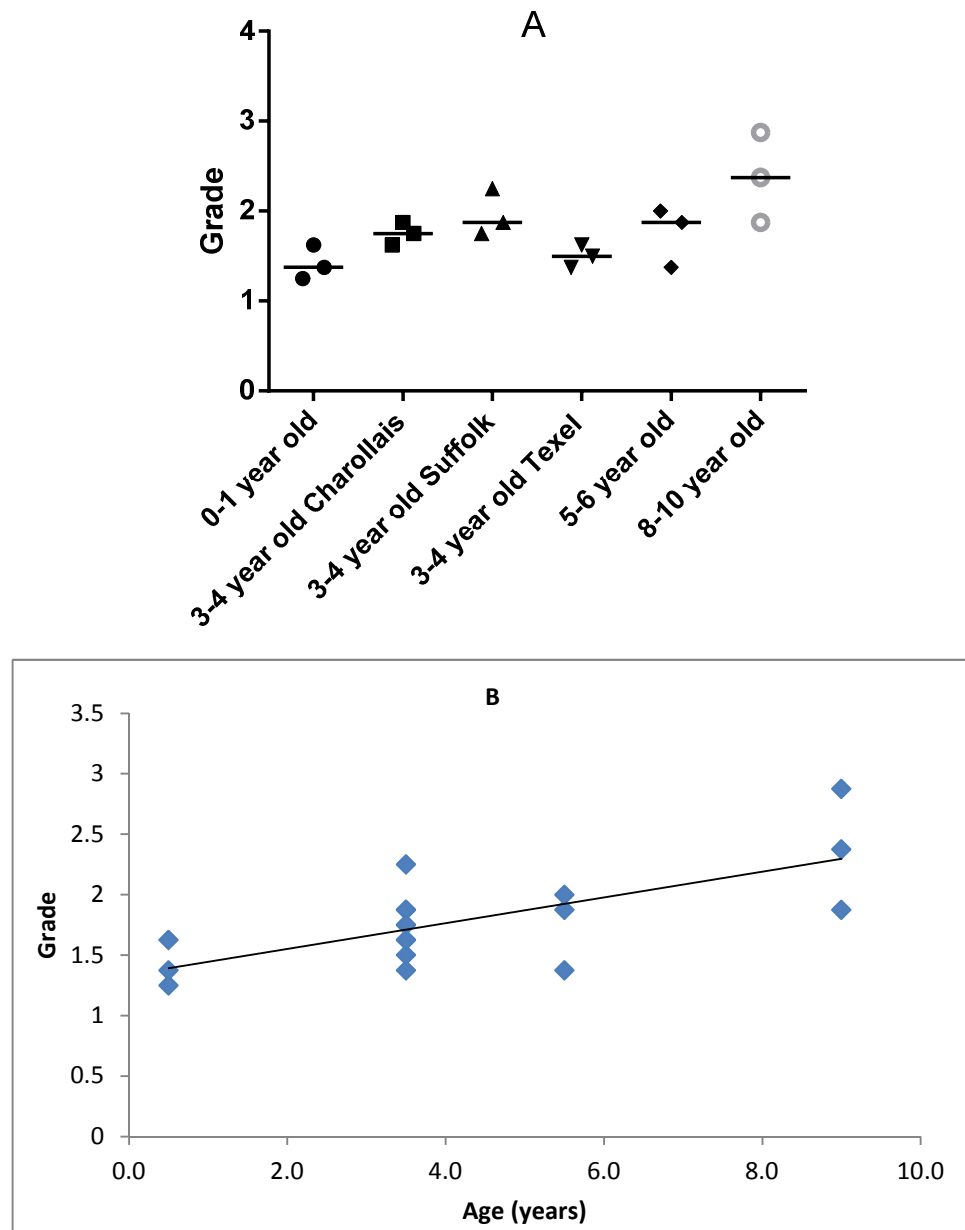 A
4
3
2
1
0
Grade
0-1 year old
3-4 year old Charollais
3-4 year old Suffolk
3-4 year old Texel
5-6 year old
8-10 year old
B
3.5
3
2.5
2
1.5
1
0.5
0
Grade
0.0 2.0 4.0 6.0 8.0 10.0
Age (years)